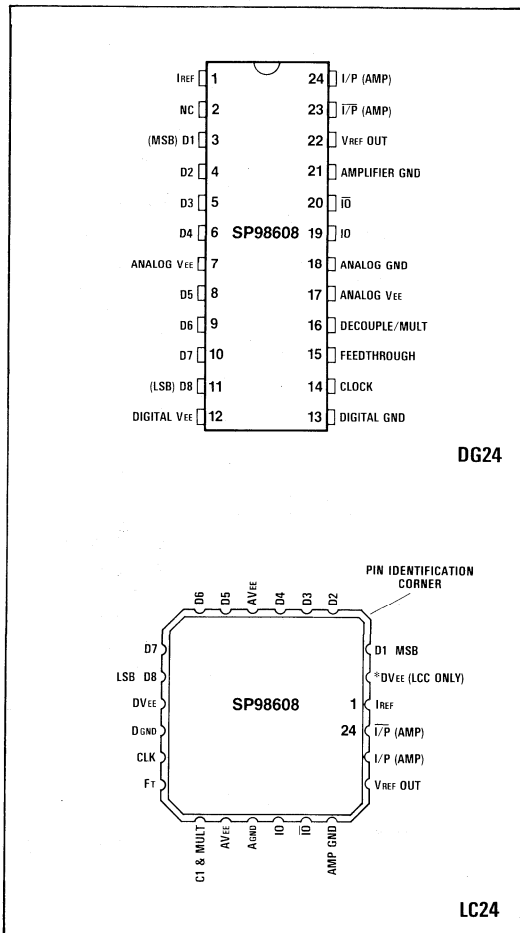 IREF 1 24 I/P (AMP)
NC 2 23 I̅/̅P̅ (AMP)
(MSB) D1 3 22 VREF OUT
D2 4 21 AMPLIFIER GND
D3 5 20 I̅O̅
D4 6 SP98608 19 IO
ANALOG VEE 7 18 ANALOG GND
D5 8 17 ANALOG VEE
D6 9 16 DECOUPLE/MULT
D7 10 15 FEEDTHROUGH
(LSB) D8 11 14 CLOCK
DIGITAL VEE 12 13 DIGITAL GND
DG24
PIN IDENTIFICATION
CORNER
D6 D5 AVEE D4 D3 D2
D7 D1 MSB
LSB D8 *DVEE (LCC ONLY)
DVEE SP98608 1 IREF
DGND 24 I̅/̅P̅ (AMP)
CLK I/P (AMP)
FT VREF OUT
C1 & MULT AVEE AGND IO I̅O̅ AMP GND
LC24